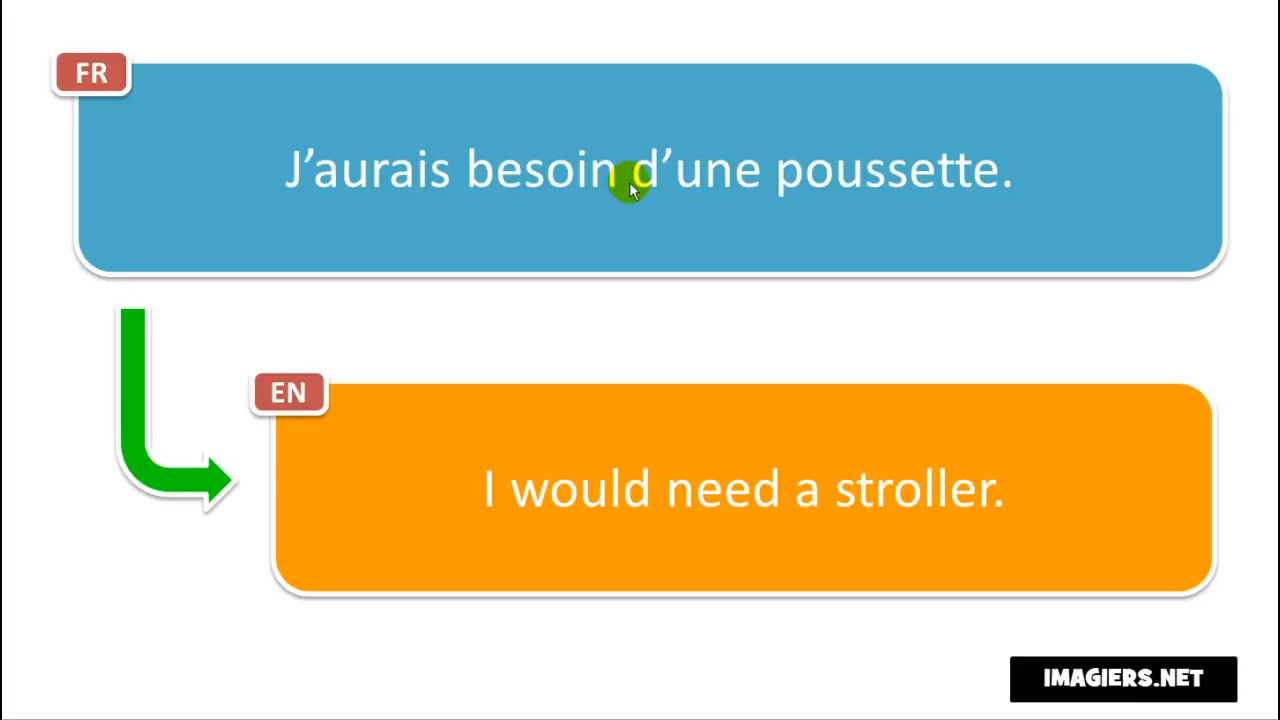 FR
J’aurais besoin d’une poussette.
EN
I would need a stroller.
IMAGIERS.NET